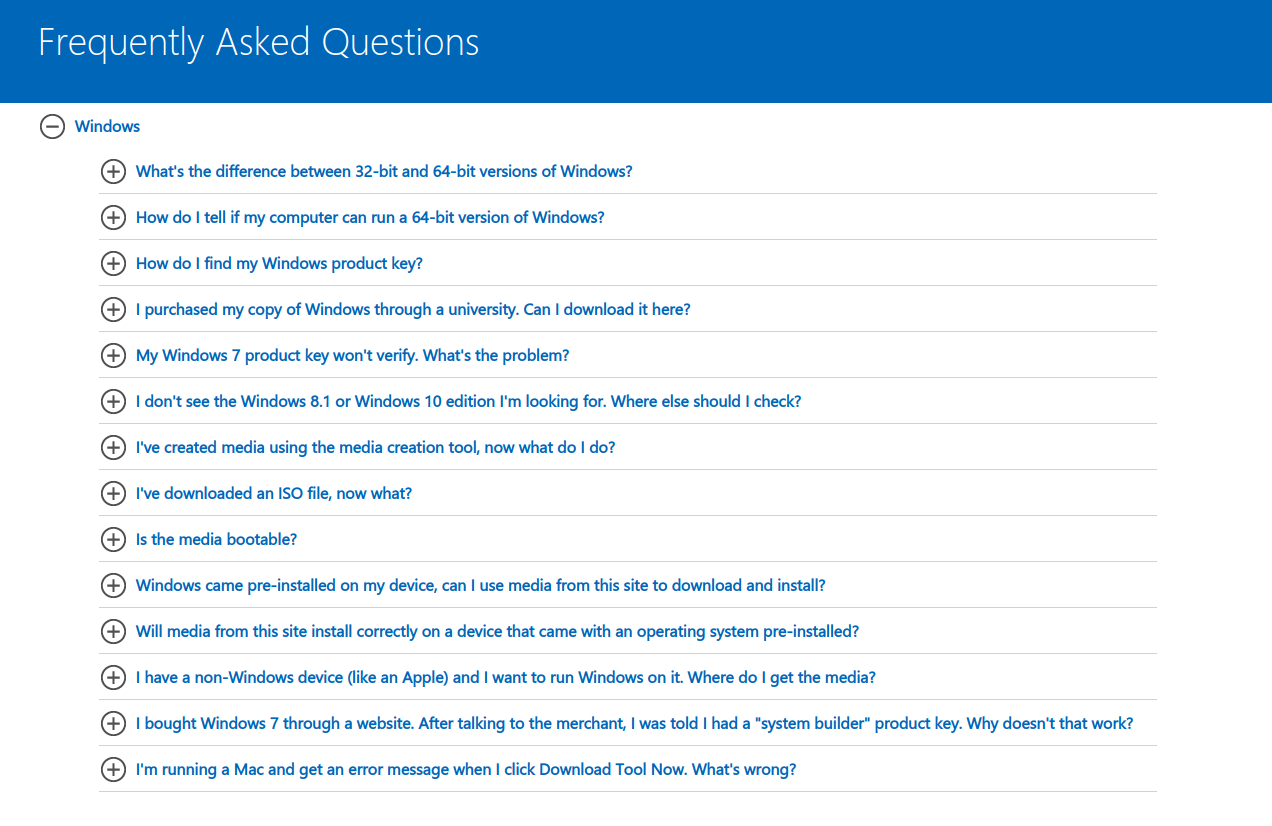 Frequently Asked Questions
Windows
What's the difference between 32-bit and 64-bit versions of Windows?
How do I tell if my computer can run a 64-bit version of Windows?
How do I find my Windows product key?
I purchased my copy of Windows through a university. Can I download it here?
My Windows 7 product key won't verify. What's the problem?
I don't see the Windows 8.1 or Windows 10 edition I'm looking for. Where else should I check?
I've created media using the media creation tool, now what do I do?
I've downloaded an ISO file, now what?
Is the media bootable?
Windows came pre-installed on my device, can I use media from this site to download and install?
Will media from this site install correctly on a device that came with an operating system pre-installed?
I have a non-Windows device (like an Apple) and I want to run Windows on it. Where do I get the media?
I bought Windows 7 through a website. After talking to the merchant, I was told I had a "system builder" product key. Why doesn't that work?
I'm running a Mac and get an error message when I click Download Tool Now. What's wrong?